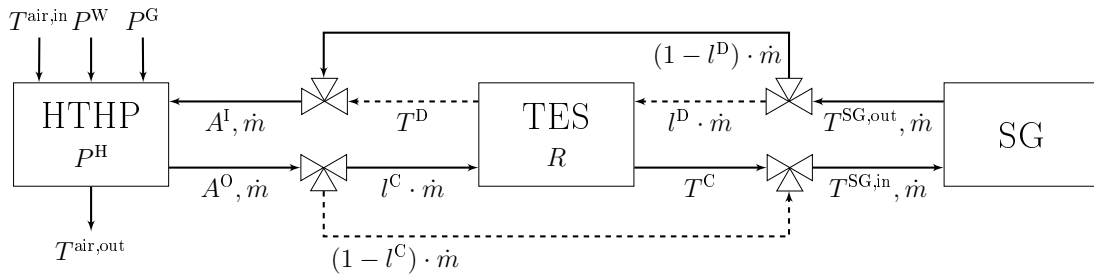 T^air,in P^W P^G
(1 − l^D) · ṁ
HTHP
P^H
A^I, ṁ
T^D
TES
R
l^D · ṁ
T^SG,out, ṁ
SG
A^O, ṁ
l^C · ṁ
T^C
T^SG,in, ṁ
T^air,out
(1 − l^C) · ṁ